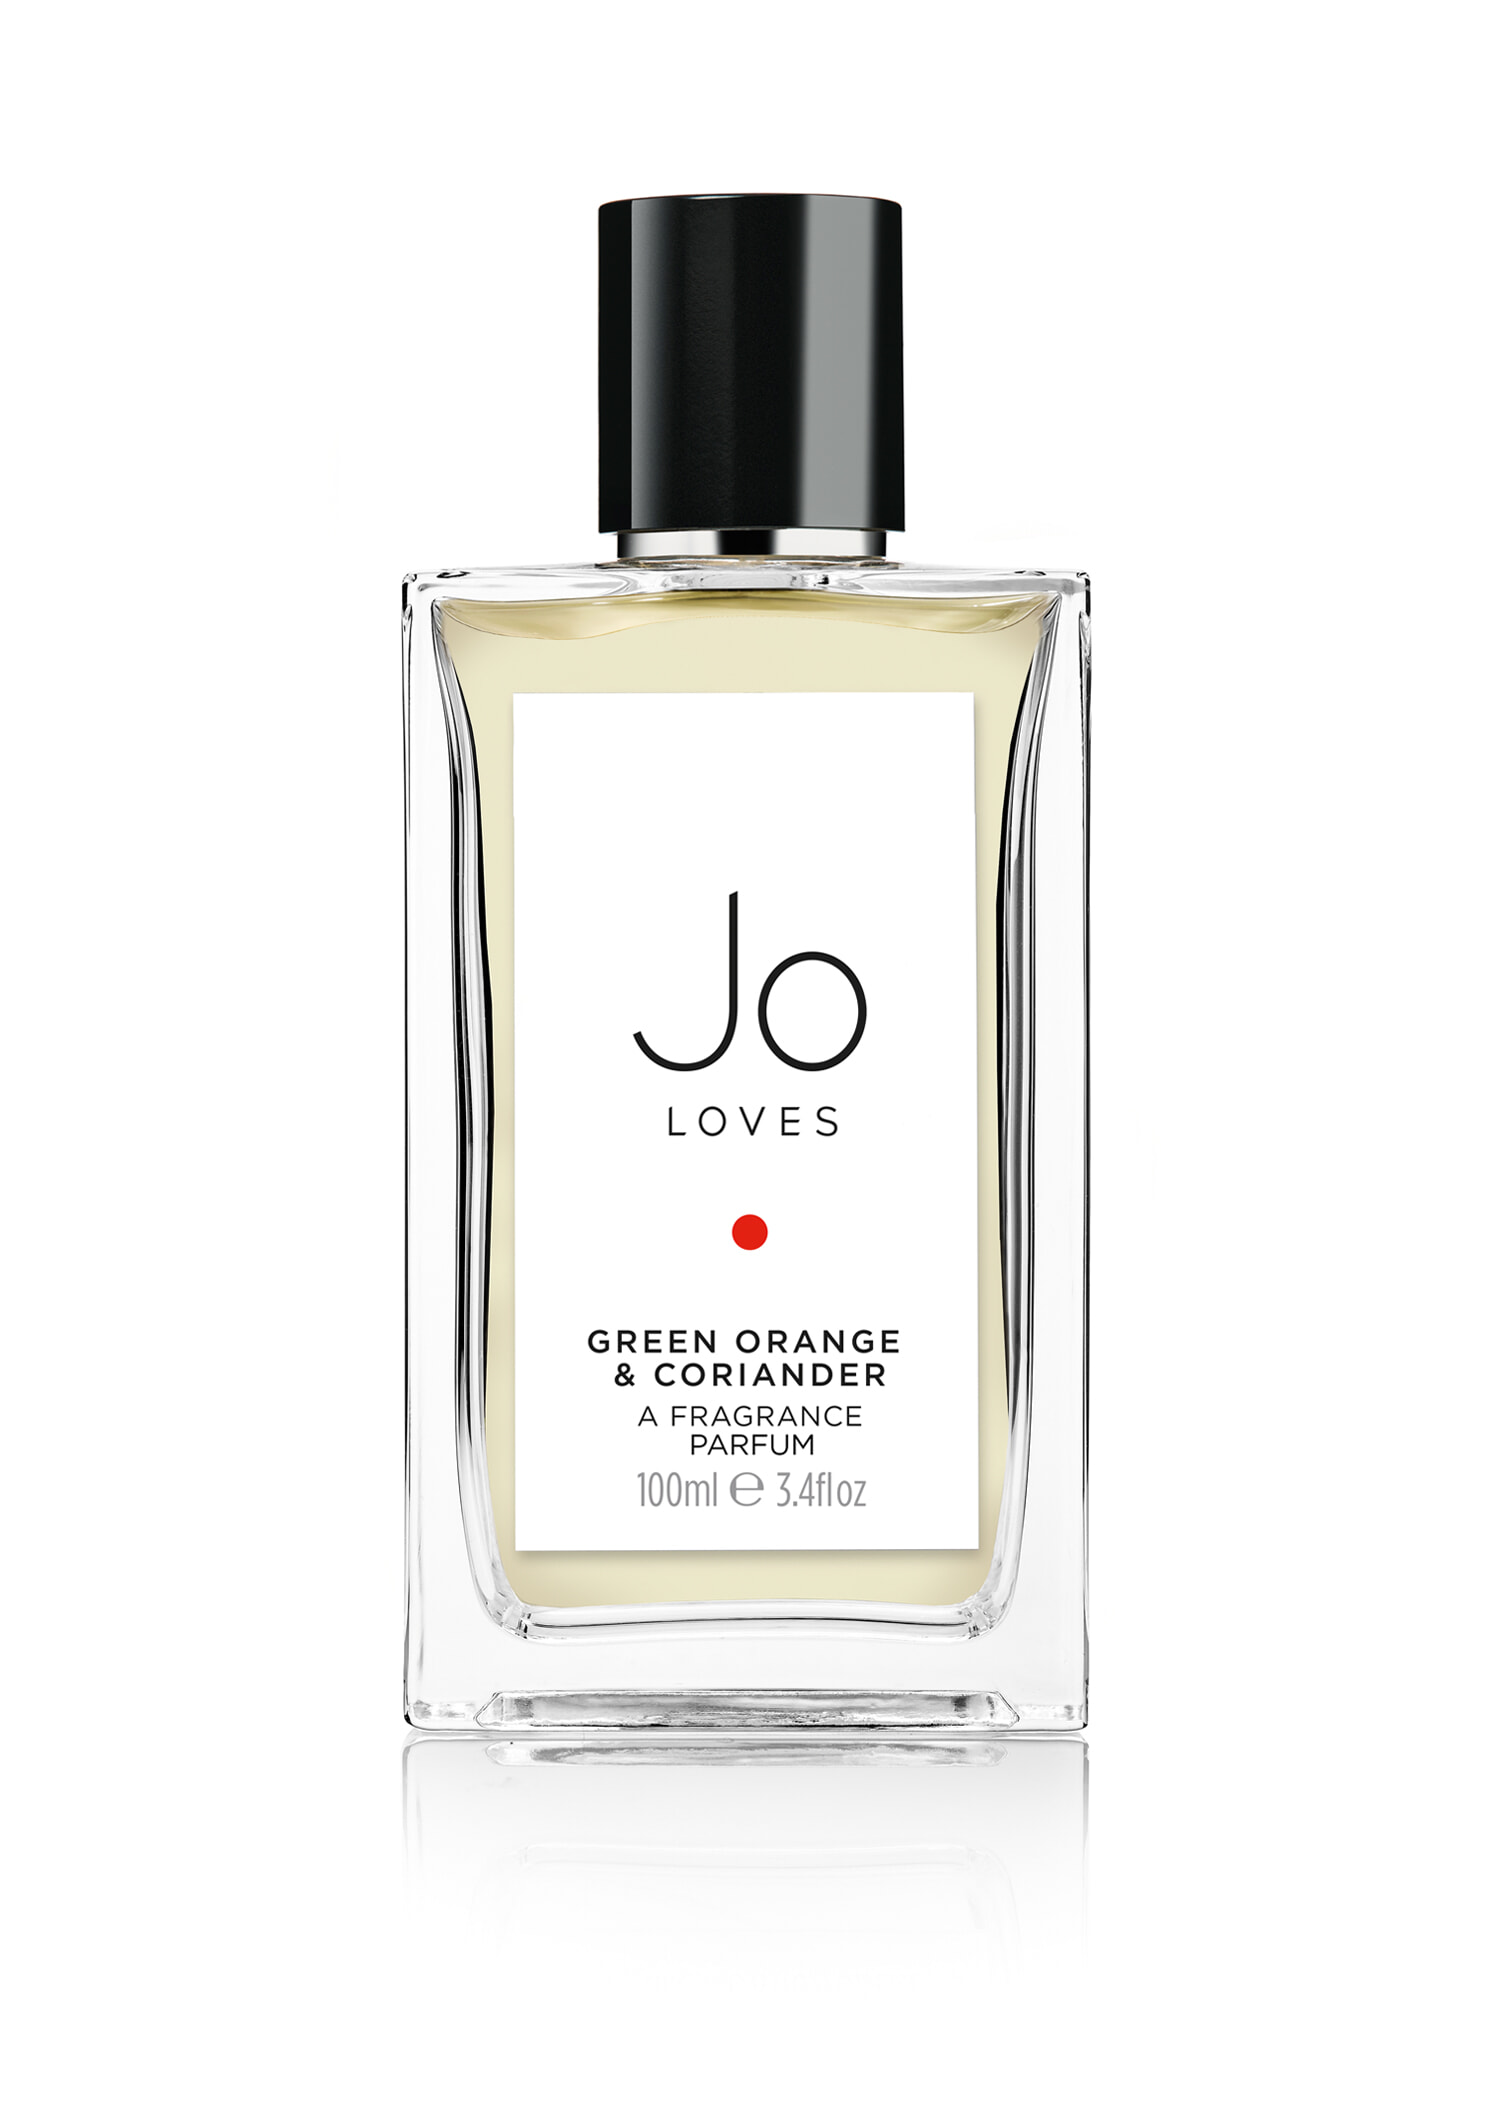 Jo
LOVES
GREEN ORANGE
& CORIANDER
A FRAGRANCE
PARFUM
100ml ℮ 3.4fl oz